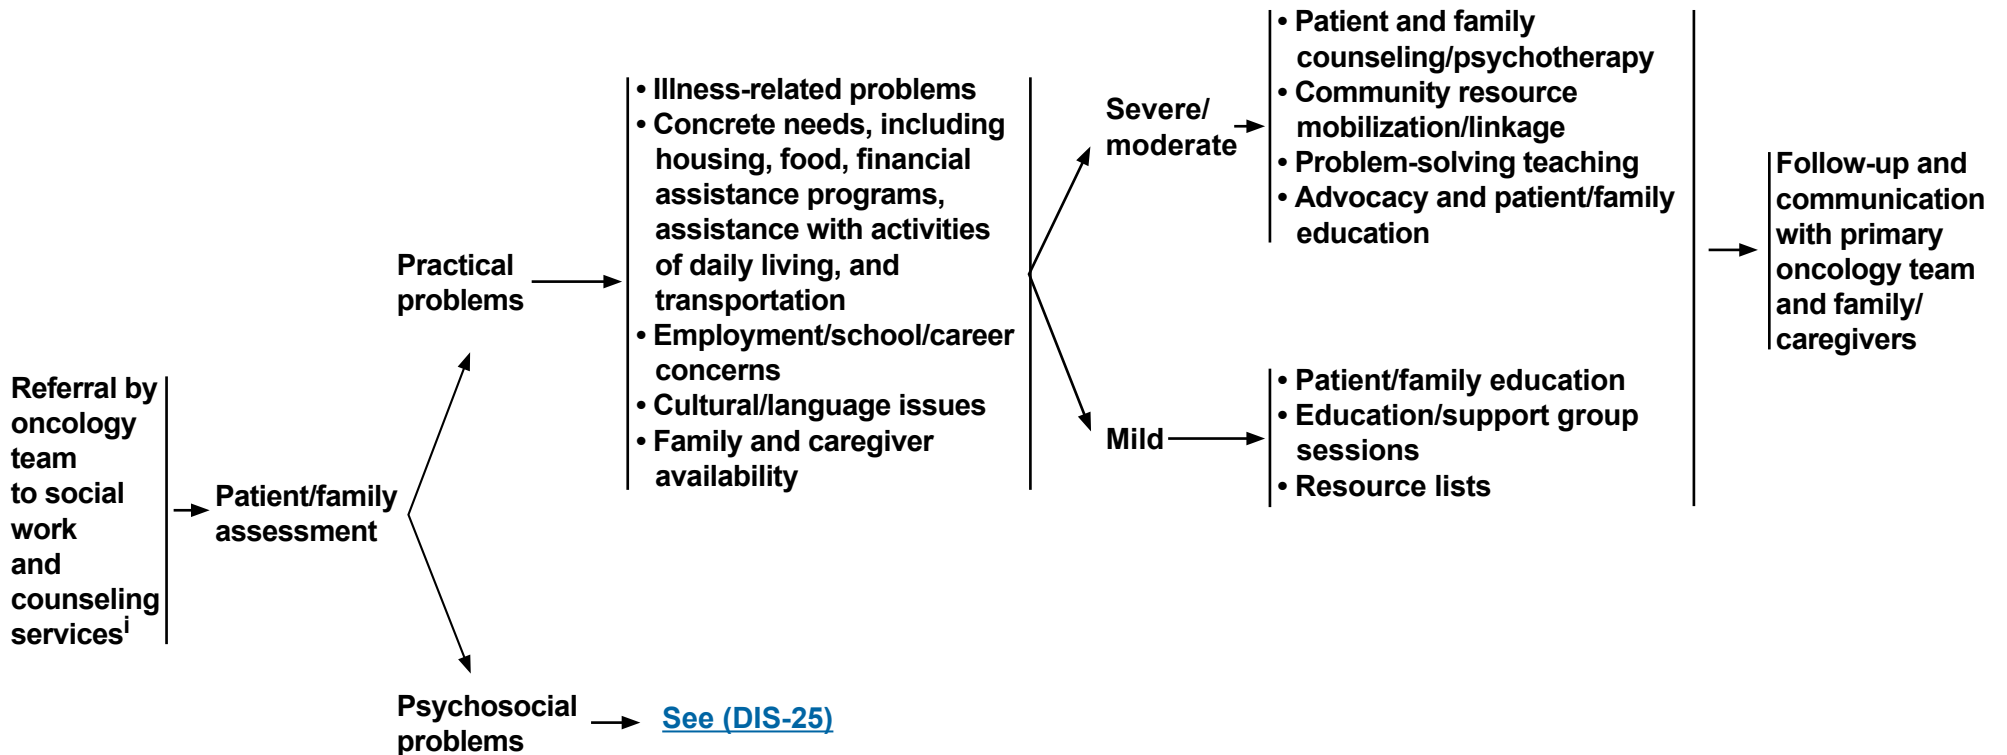 Referral by
oncology
team
to social
work
and
counseling
servicesⁱ
Patient/family
assessment
Practical
problems
• Illness-related problems
• Concrete needs, including
housing, food, financial
assistance programs,
assistance with activities
of daily living, and
transportation
• Employment/school/career
concerns
• Cultural/language issues
• Family and caregiver
availability
Severe/
moderate
• Patient and family
counseling/psychotherapy
• Community resource
mobilization/linkage
• Problem-solving teaching
• Advocacy and patient/family
education
Mild
• Patient/family education
• Education/support group
sessions
• Resource lists
Follow-up and
communication
with primary
oncology team
and family/
caregivers
Psychosocial
problems
See (DIS-25)